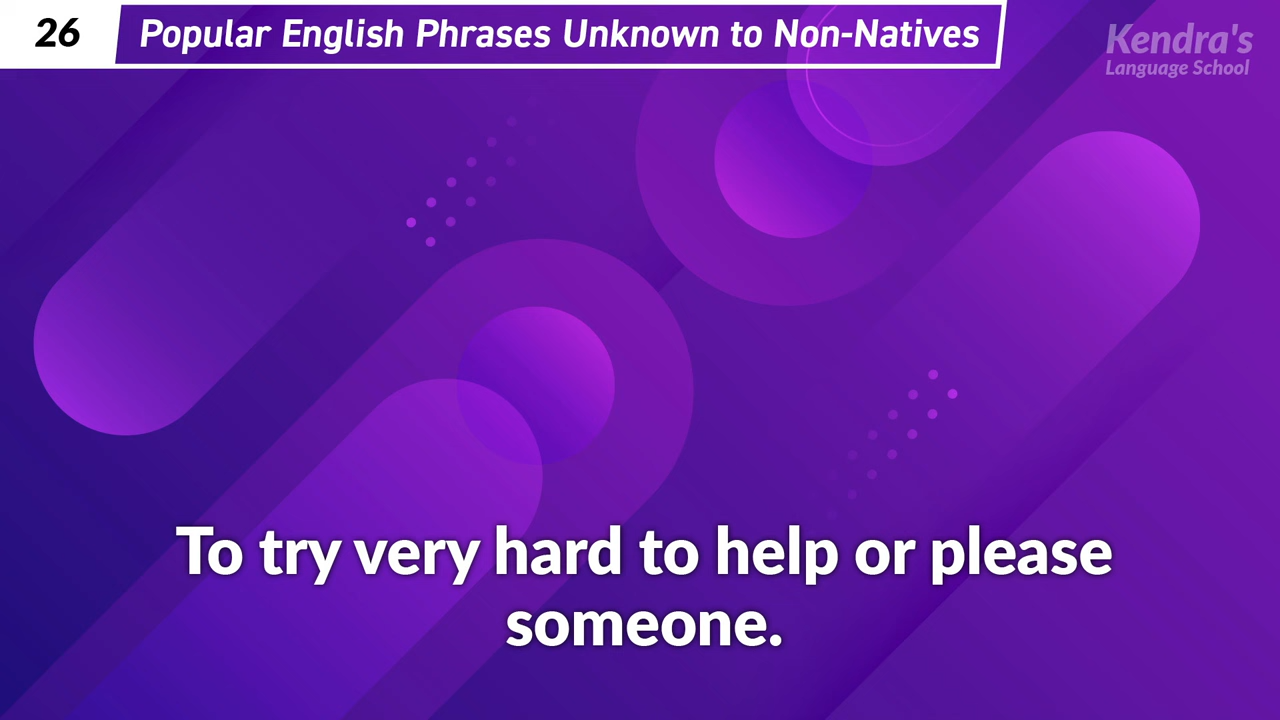 26
Popular English Phrases Unknown to Non-Natives
Kendra's
Language School
To try very hard to help or please
someone.